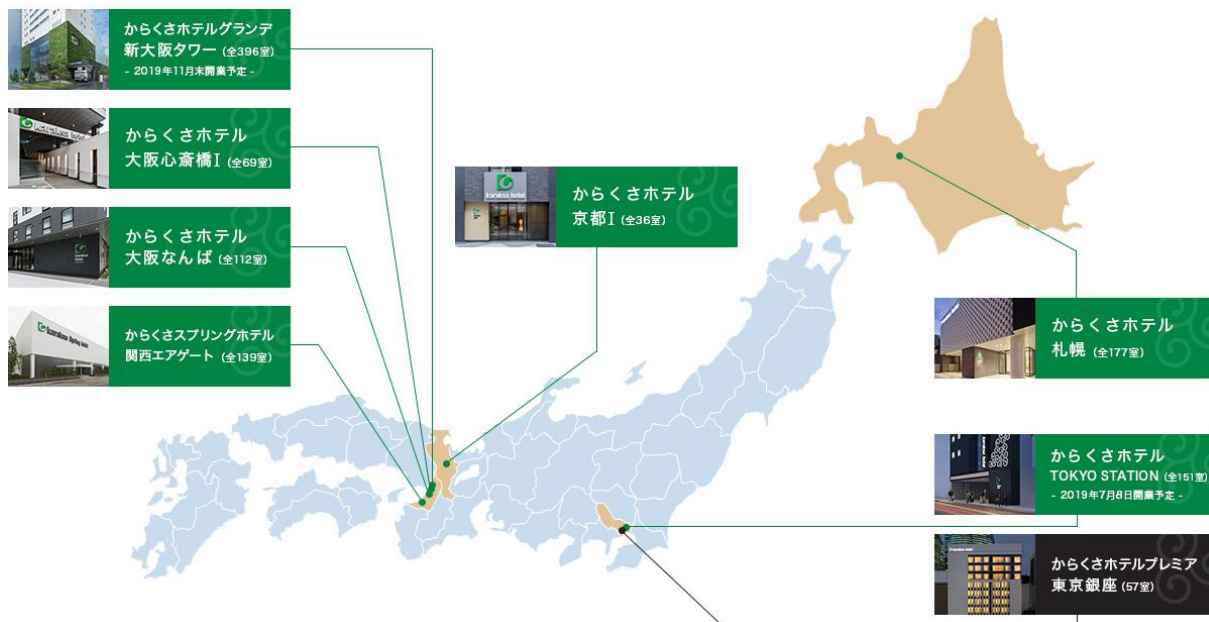 からくさホテルグランデ
新大阪タワー (全396室)
- 2019年11月末開業予定 -
karaksa hotel
からくさホテル
大阪心斎橋I (全69室)
からくさホテル
大阪なんば (全112室)
karaksa Spring hotel
からくさスプリングホテル
関西エアゲート (全139室)
karaksa hotel
からくさホテル
京都I (全36室)
からくさホテル
札幌 (全177室)
からくさホテル
TOKYO STATION (全151室)
- 2019年7月8日開業予定 -
からくさホテルプレミア
東京銀座 (57室)